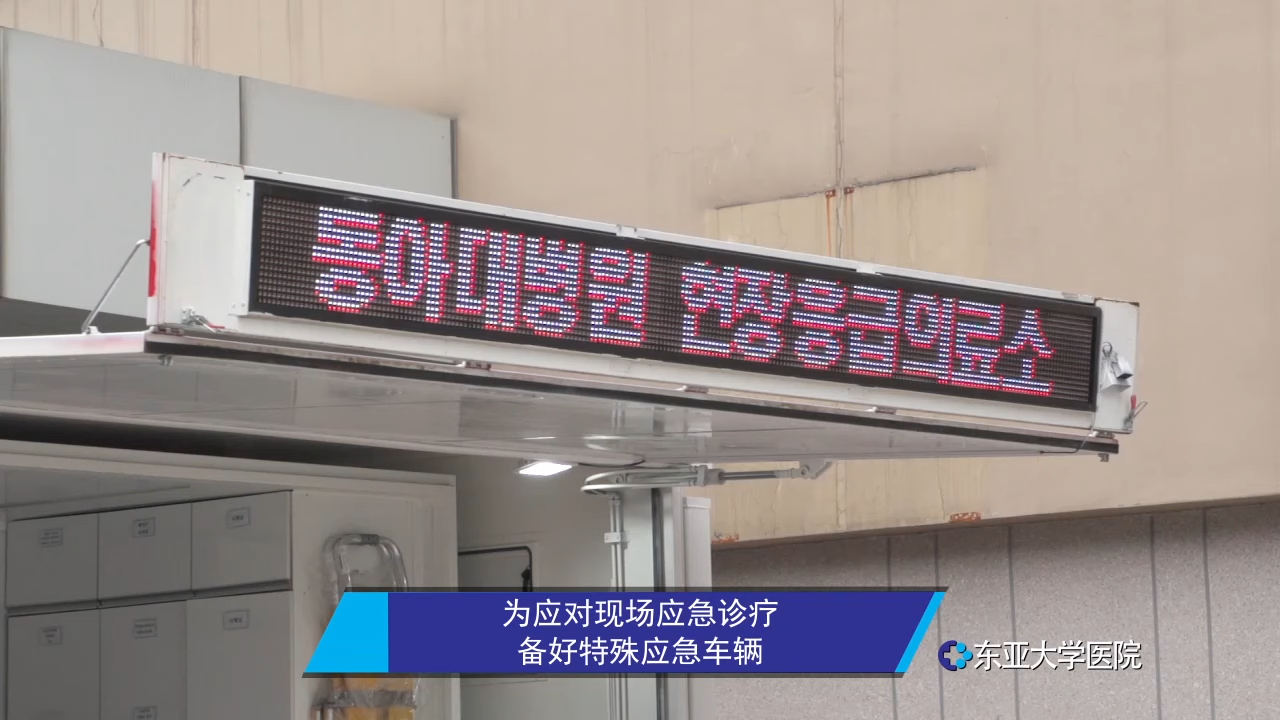 동아대병원 현장응급의료소
为应对现场应急诊疗
备好特殊应急车辆
东亚大学医院